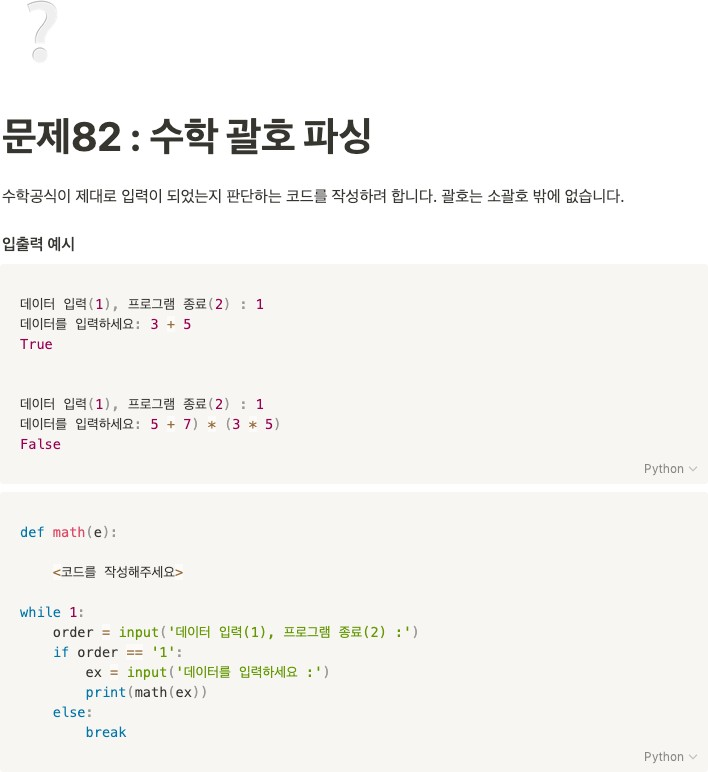 ❔
문제82 : 수학 괄호 파싱
수학공식이 제대로 입력이 되었는지 판단하는 코드를 작성하려 합니다. 괄호는 소괄호 밖에 없습니다.
입출력 예시
데이터 입력(1), 프로그램 종료(2) : 1
데이터를 입력하세요: 3 + 5
True
데이터 입력(1), 프로그램 종료(2) : 1
데이터를 입력하세요: 5 + 7) * (3 * 5)
False
Python
def math(e):
    <코드를 작성해주세요>
while 1:
    order = input('데이터 입력(1), 프로그램 종료(2) :')
    if order == '1':
        ex = input('데이터를 입력하세요 :')
        print(math(ex))
    else:
        break
Python